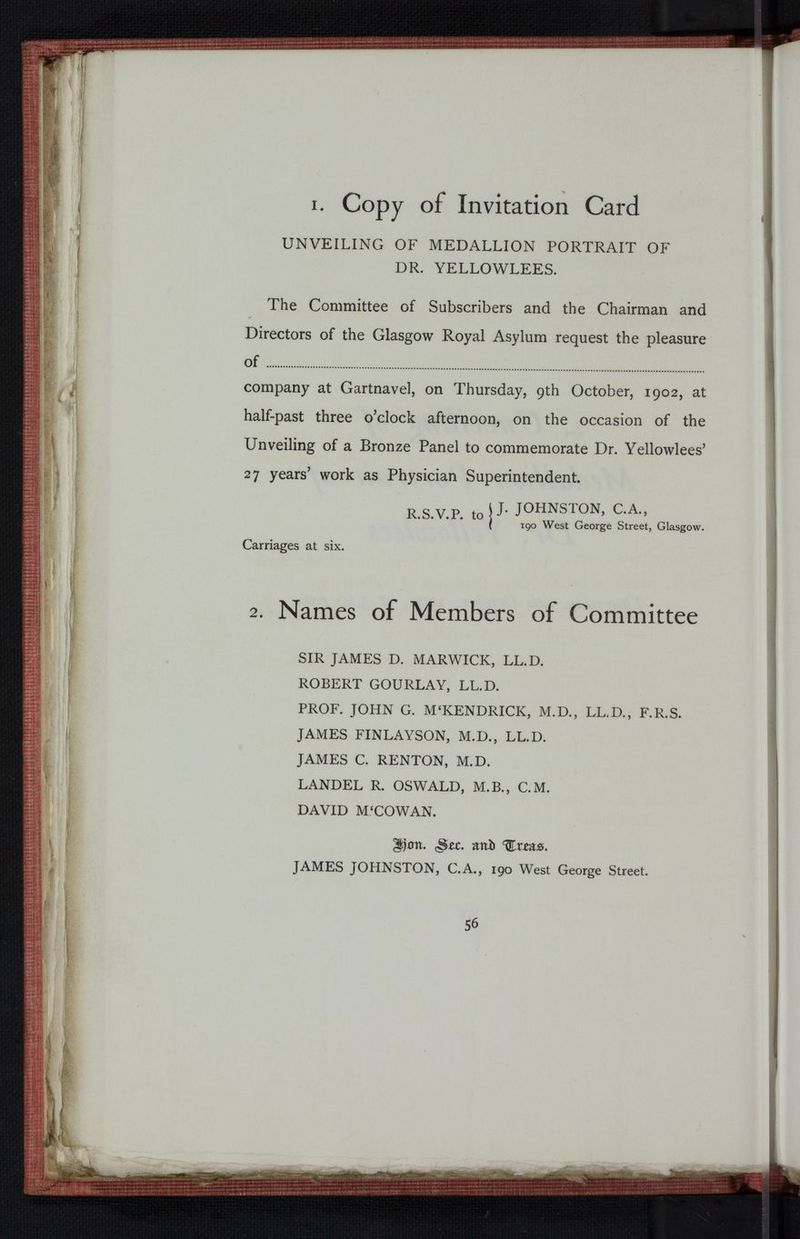 1. Copy of Invitation Card
UNVEILING OF MEDALLION PORTRAIT OF
DR. YELLOWLEES.
The Committee of Subscribers and the Chairman and
Directors of the Glasgow Royal Asylum request the pleasure
of ........................................................................
company at Gartnavel, on Thursday, 9th October, 1902, at
half-past three o'clock afternoon, on the occasion of the
Unveiling of a Bronze Panel to commemorate Dr. Yellowlees'
27 years' work as Physician Superintendent.
R.S.V.P. to { J. JOHNSTON, C.A.,
190 West George Street, Glasgow.
Carriages at six.
2. Names of Members of Committee
SIR JAMES D. MARWICK, LL.D.
ROBERT GOURLAY, LL.D.
PROF. JOHN G. M‘KENDRICK, M.D., LL.D., F.R.S.
JAMES FINLAYSON, M.D., LL.D.
JAMES C. RENTON, M.D.
LANDEL R. OSWALD, M.B., C.M.
DAVID M‘COWAN.
Hon. Sec. and Treas.
JAMES JOHNSTON, C.A., 190 West George Street.
56